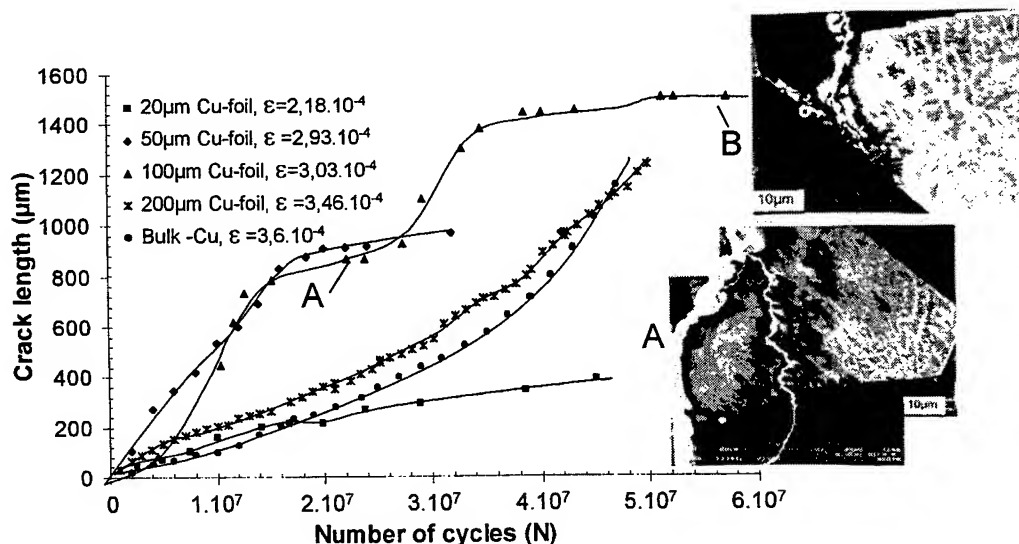 1600
1400
1200
1000
800
600
400
200
0
Crack length (µm)
20µm Cu-foil, ε=2,18.10⁻⁴
50µm Cu-foil, ε=2,93.10⁻⁴
100µm Cu-foil, ε=3,03.10⁻⁴
200µm Cu-foil, ε=3,46.10⁻⁴
Bulk -Cu, ε=3,6.10⁻⁴
A
B
10µm
A
10µm
0
1.10⁷
2.10⁷
3.10⁷
4.10⁷
5.10⁷
6.10⁷
Number of cycles (N)